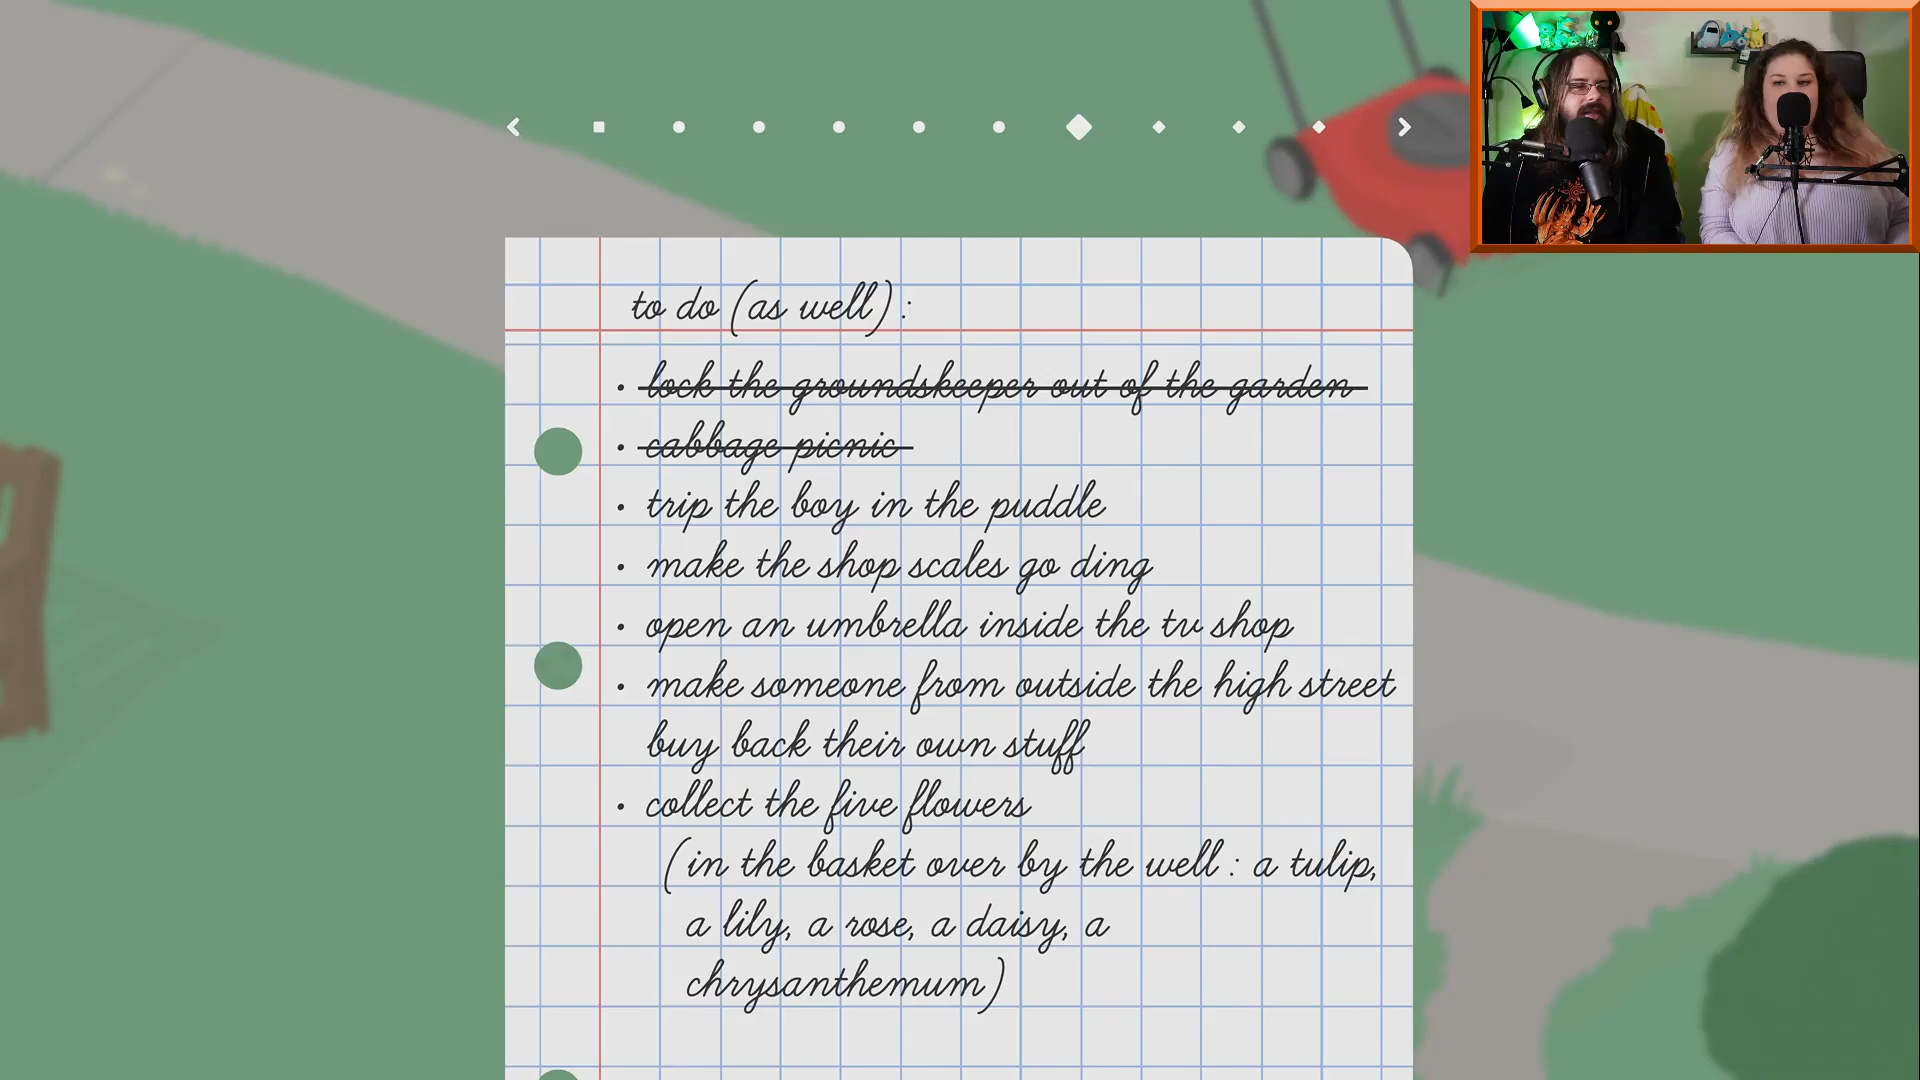 to do (as well) :
• lock the groundskeeper out of the garden
• cabbage picnic
• trip the boy in the puddle
• make the shop scales go ding
• open an umbrella inside the tv shop
• make someone from outside the high street
buy back their own stuff
• collect the five flowers
(in the basket over by the well : a tulip,
a lily, a rose, a daisy, a
chrysanthemum)